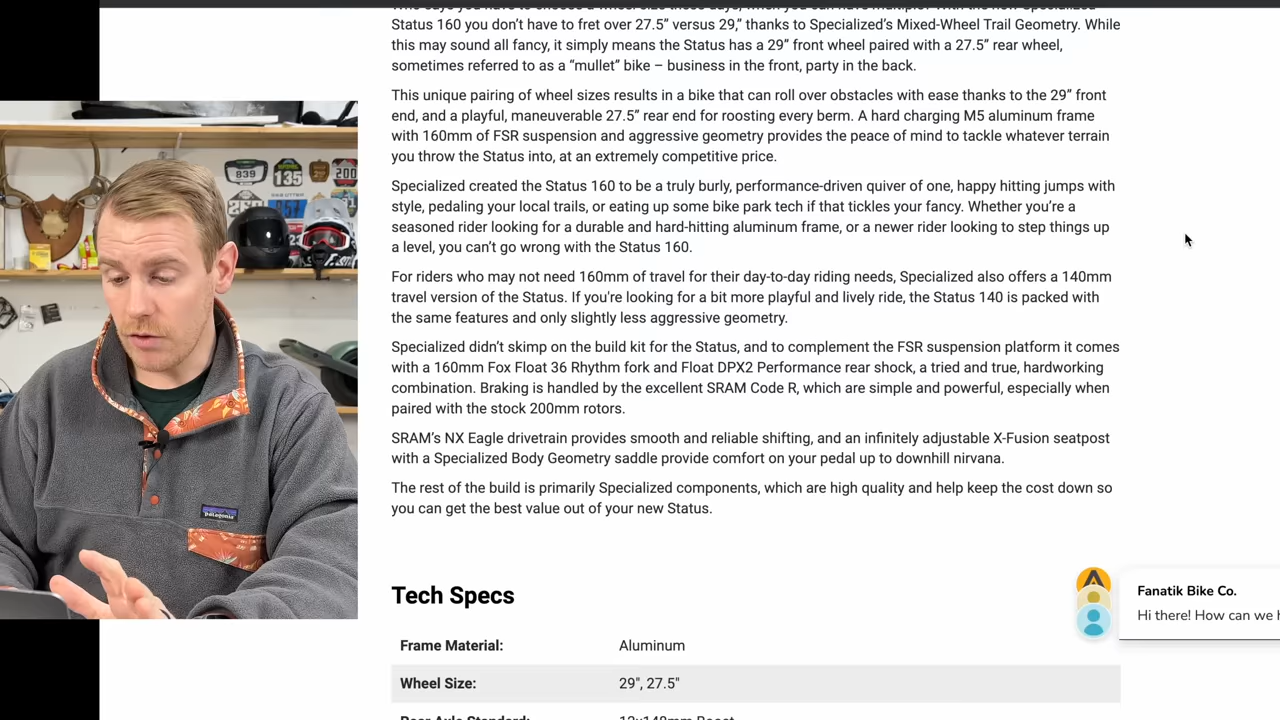 Status 160 you don’t have to fret over 27.5” versus 29,” thanks to Specialized’s Mixed-Wheel Trail Geometry. While
this may sound all fancy, it simply means the Status has a 29” front wheel paired with a 27.5” rear wheel,
sometimes referred to as a “mullet” bike – business in the front, party in the back.
This unique pairing of wheel sizes results in a bike that can roll over obstacles with ease thanks to the 29” front
end, and a playful, maneuverable 27.5” rear end for roosting every berm. A hard charging M5 aluminum frame
with 160mm of FSR suspension and aggressive geometry provides the peace of mind to tackle whatever terrain
you throw the Status into, at an extremely competitive price.
Specialized created the Status 160 to be a truly burly, performance-driven quiver of one, happy hitting jumps with
style, pedaling your local trails, or eating up some bike park tech if that tickles your fancy. Whether you’re a
seasoned rider looking for a durable and hard-hitting aluminum frame, or a newer rider looking to step things up
a level, you can’t go wrong with the Status 160.
For riders who may not need 160mm of travel for their day-to-day riding needs, Specialized also offers a 140mm
travel version of the Status. If you're looking for a bit more playful and lively ride, the Status 140 is packed with
the same features and only slightly less aggressive geometry.
Specialized didn’t skimp on the build kit for the Status, and to complement the FSR suspension platform it comes
with a 160mm Fox Float 36 Rhythm fork and Float DPX2 Performance rear shock, a tried and true, hardworking
combination. Braking is handled by the excellent SRAM Code R, which are simple and powerful, especially when
paired with the stock 200mm rotors.
SRAM’s NX Eagle drivetrain provides smooth and reliable shifting, and an infinitely adjustable X-Fusion seatpost
with a Specialized Body Geometry saddle provide comfort on your pedal up to downhill nirvana.
The rest of the build is primarily Specialized components, which are high quality and help keep the cost down so
you can get the best value out of your new Status.
Tech Specs
Frame Material: Aluminum
Wheel Size: 29", 27.5"
Fanatik Bike Co.
Hi there! How can we
839
135
200
patagonia